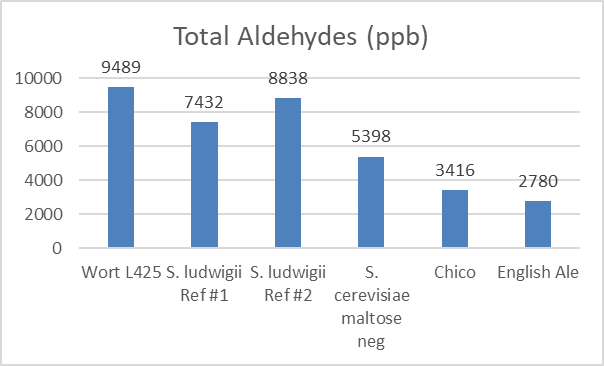 Total Aldehydes (ppb)
9489
7432
8838
5398
3416
2780
10000
8000
6000
4000
2000
0
Wort L425
S. ludwigii
Ref #1
S. ludwigii
Ref #2
S.
cerevisiae
maltose
neg
Chico
English Ale